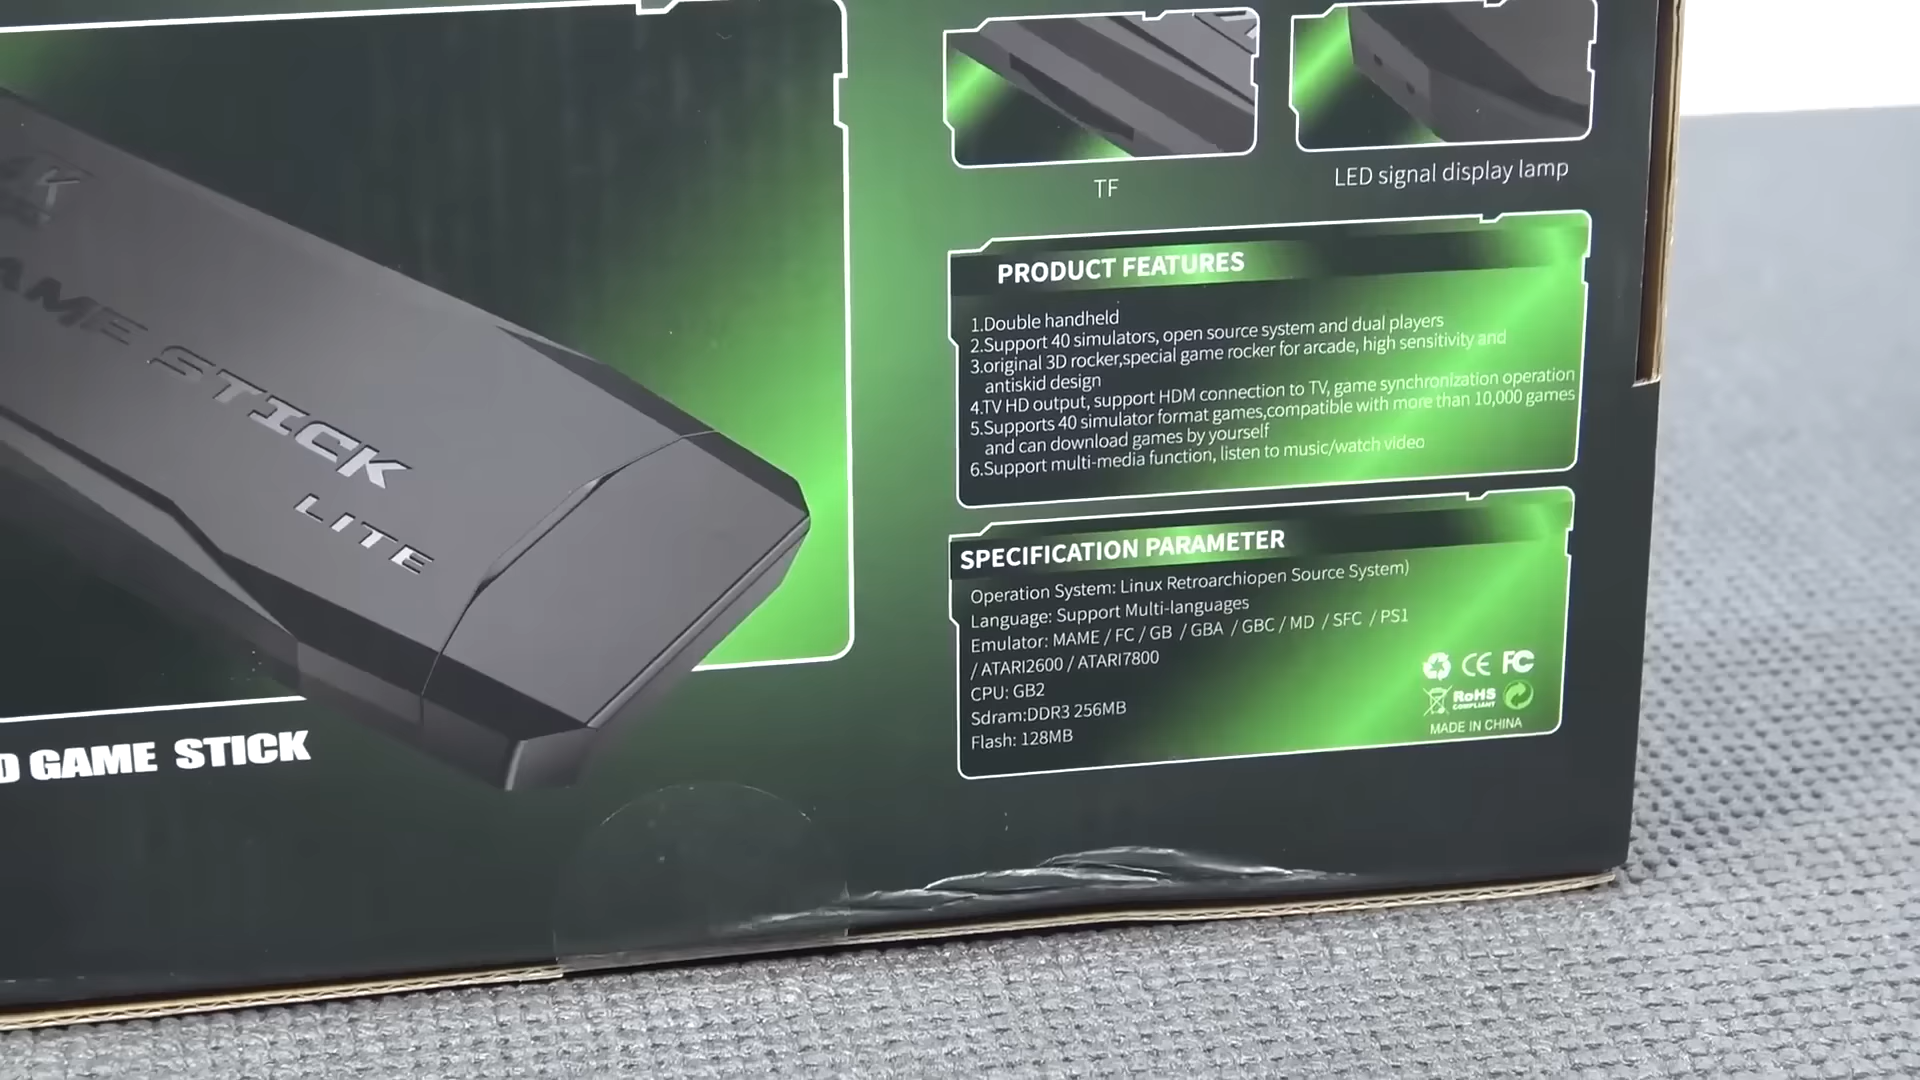 4K
AME STICK
LITE
D GAME STICK
TF
LED signal display lamp
PRODUCT FEATURES
1.Double handheld
2.Support 40 simulators, open source system and dual players
3.original 3D rocker,special game rocker for arcade, high sensitivity and
antiskid design
4.TV HD output, support HDM connection to TV, game synchronization operation
5.Supports 40 simulator format games,compatible with more than 10,000 games
and can download games by yourself
6.Support multi-media function, listen to music/watch video
SPECIFICATION PARAMETER
Operation System: Linux Retroarchiopen Source System)
Language: Support Multi-languages
Emulator: MAME / FC / GB / GBA / GBC / MD / SFC / PS1
/ ATARI2600 / ATARI7800
CPU: GB2
Sdram:DDR3 256MB
Flash: 128MB
CE FC
RoHS
COMPLIANT
MADE IN CHINA